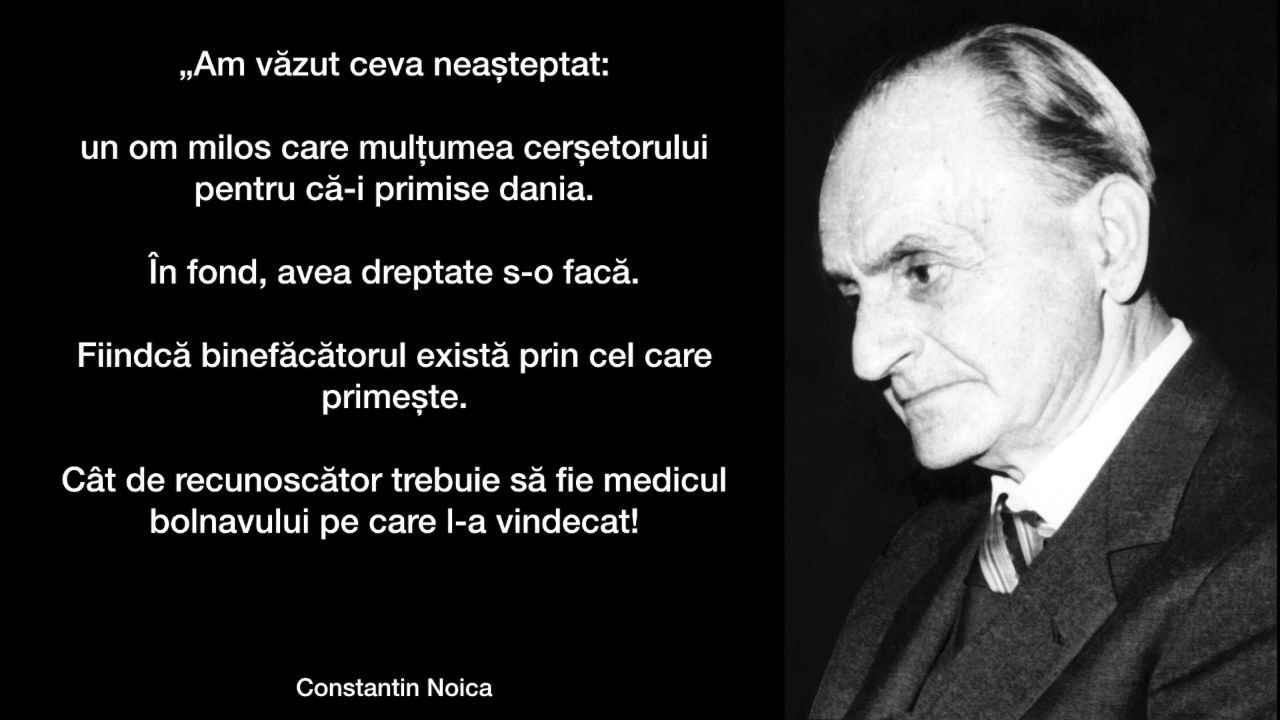 „Am văzut ceva neașteptat:
un om milos care mulțumea cerșetorului
pentru că-i primise dania.
În fond, avea dreptate s-o facă.
Fiindcă binefăcătorul există prin cel care
primește.
Cât de recunoscător trebuie să fie medicul
bolnavului pe care l-a vindecat!
Constantin Noica